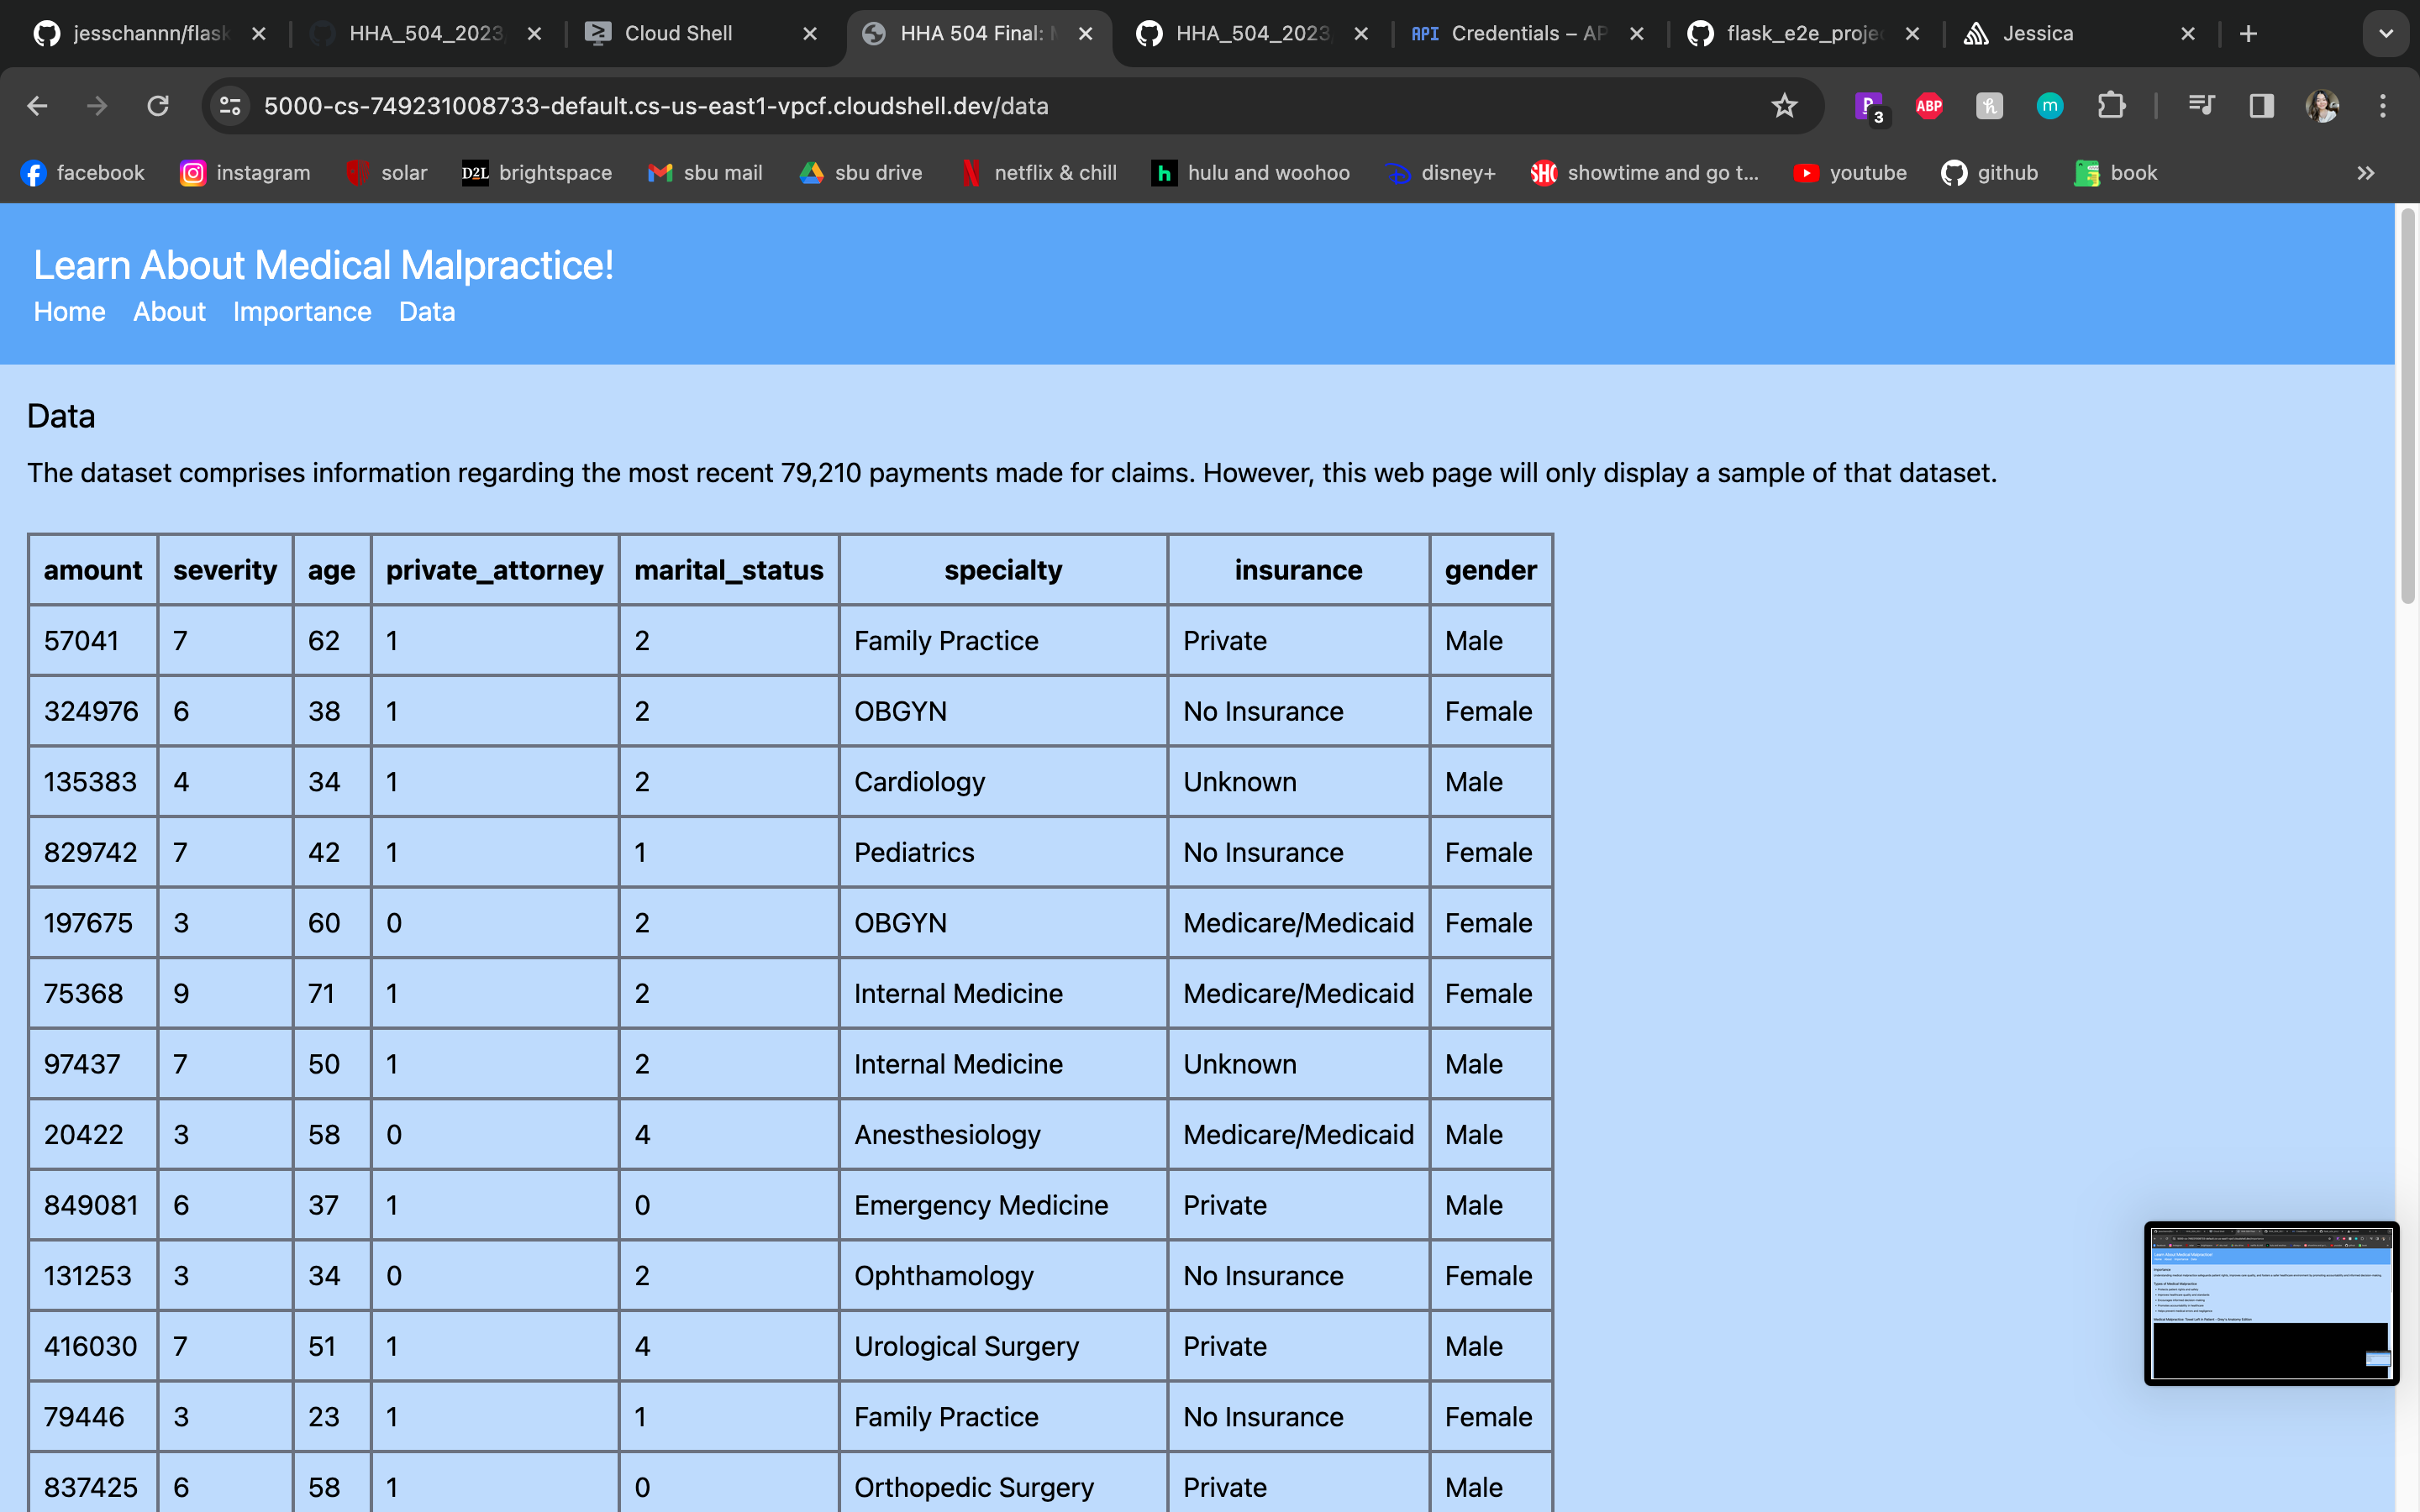 jesschannn/flask
HHA_504_2023
Cloud Shell
HHA 504 Final:
HHA_504_2023
API Credentials – AP
flask_e2e_proje
Jessica
5000-cs-749231008733-default.cs-us-east1-vpcf.cloudshell.dev/data
3
ABP
h
m
facebook
instagram
solar
D2L brightspace
sbu mail
sbu drive
netflix & chill
h hulu and woohoo
disney+
SHO showtime and go t...
youtube
github
book
Learn About Medical Malpractice!
Home About Importance Data
Data
The dataset comprises information regarding the most recent 79,210 payments made for claims. However, this web page will only display a sample of that dataset.
amount severity age private_attorney marital_status specialty insurance gender
57041 7 62 1 2 Family Practice Private Male
324976 6 38 1 2 OBGYN No Insurance Female
135383 4 34 1 2 Cardiology Unknown Male
829742 7 42 1 1 Pediatrics No Insurance Female
197675 3 60 0 2 OBGYN Medicare/Medicaid Female
75368 9 71 1 2 Internal Medicine Medicare/Medicaid Female
97437 7 50 1 2 Internal Medicine Unknown Male
20422 3 58 0 4 Anesthesiology Medicare/Medicaid Male
849081 6 37 1 0 Emergency Medicine Private Male
131253 3 34 0 2 Ophthamology No Insurance Female
416030 7 51 1 4 Urological Surgery Private Male
79446 3 23 1 1 Family Practice No Insurance Female
837425 6 58 1 0 Orthopedic Surgery Private Male